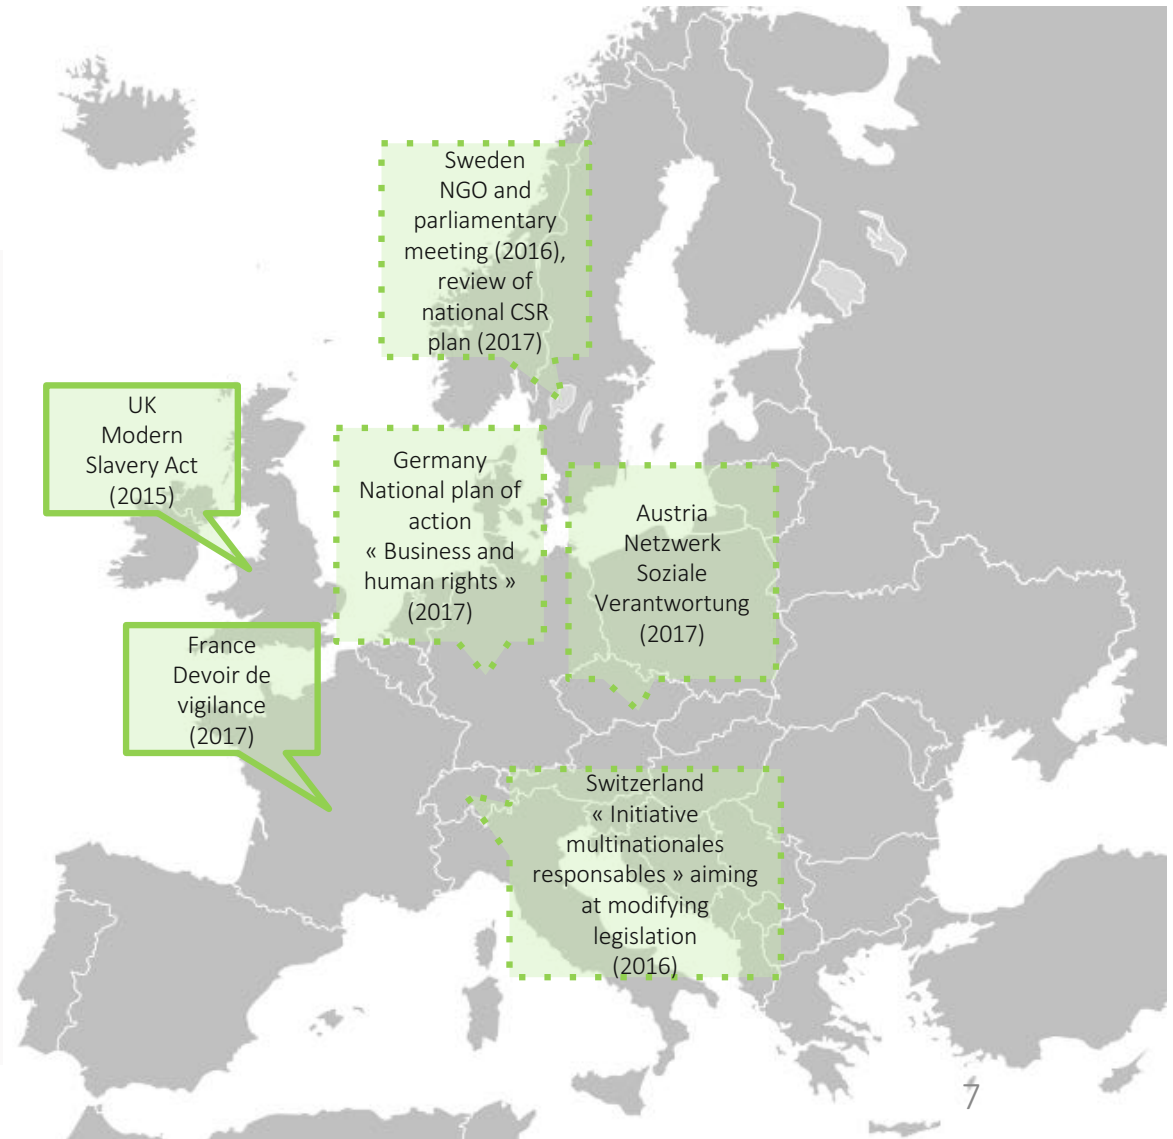 Sweden
NGO and
parliamentary
meeting (2016),
review of
national CSR
plan (2017)
UK
Modern
Slavery Act
(2015)
Germany
National plan of
action
« Business and
human rights »
(2017)
Austria
Netzwerk
Soziale
Verantwortung
(2017)
France
Devoir de
vigilance
(2017)
Switzerland
« Initiative
multinationales
responsables » aiming
at modifying
legislation
(2016)
7